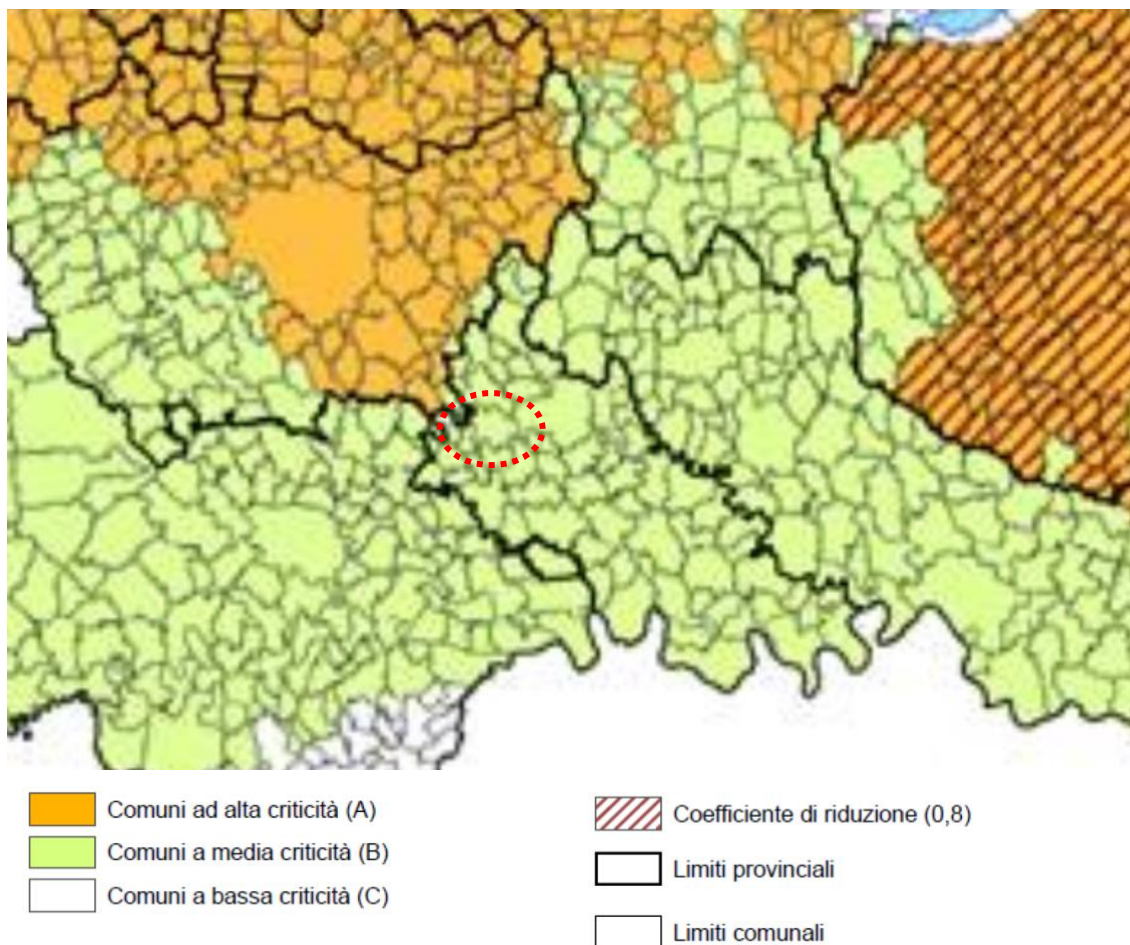 Comuni ad alta criticità (A)
Comuni a media criticità (B)
Comuni a bassa criticità (C)
Coefficiente di riduzione (0,8)
Limiti provinciali
Limiti comunali